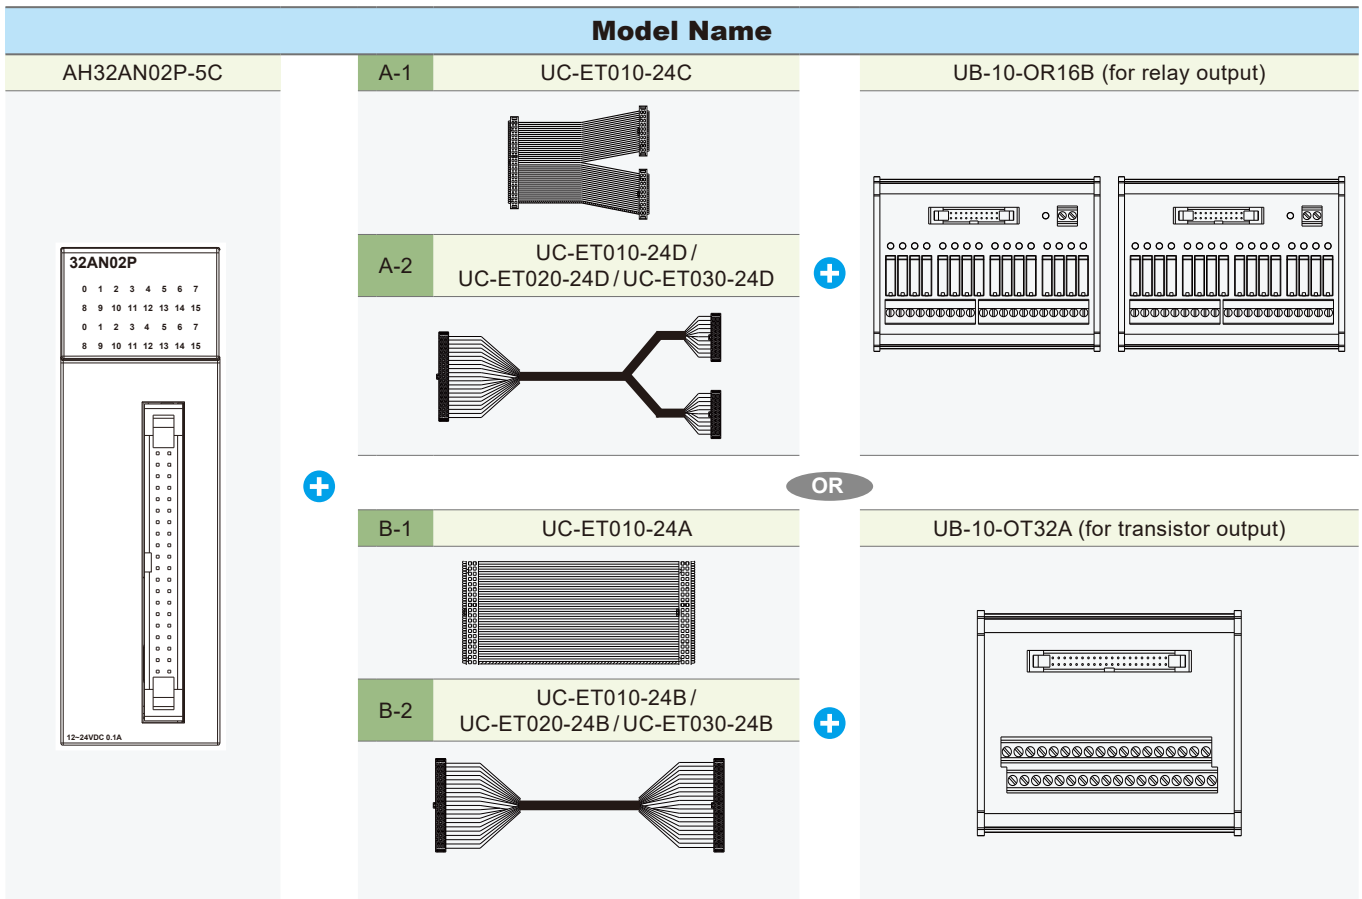 Model Name
AH32AN02P-5C
A-1 UC-ET010-24C
UB-10-OR16B (for relay output)
32AN02P
0 1 2 3 4 5 6 7
8 9 10 11 12 13 14 15
0 1 2 3 4 5 6 7
8 9 10 11 12 13 14 15
12~24VDC 0.1A
A-2 UC-ET010-24D /
UC-ET020-24D / UC-ET030-24D
OR
B-1 UC-ET010-24A
UB-10-OT32A (for transistor output)
B-2 UC-ET010-24B /
UC-ET020-24B / UC-ET030-24B